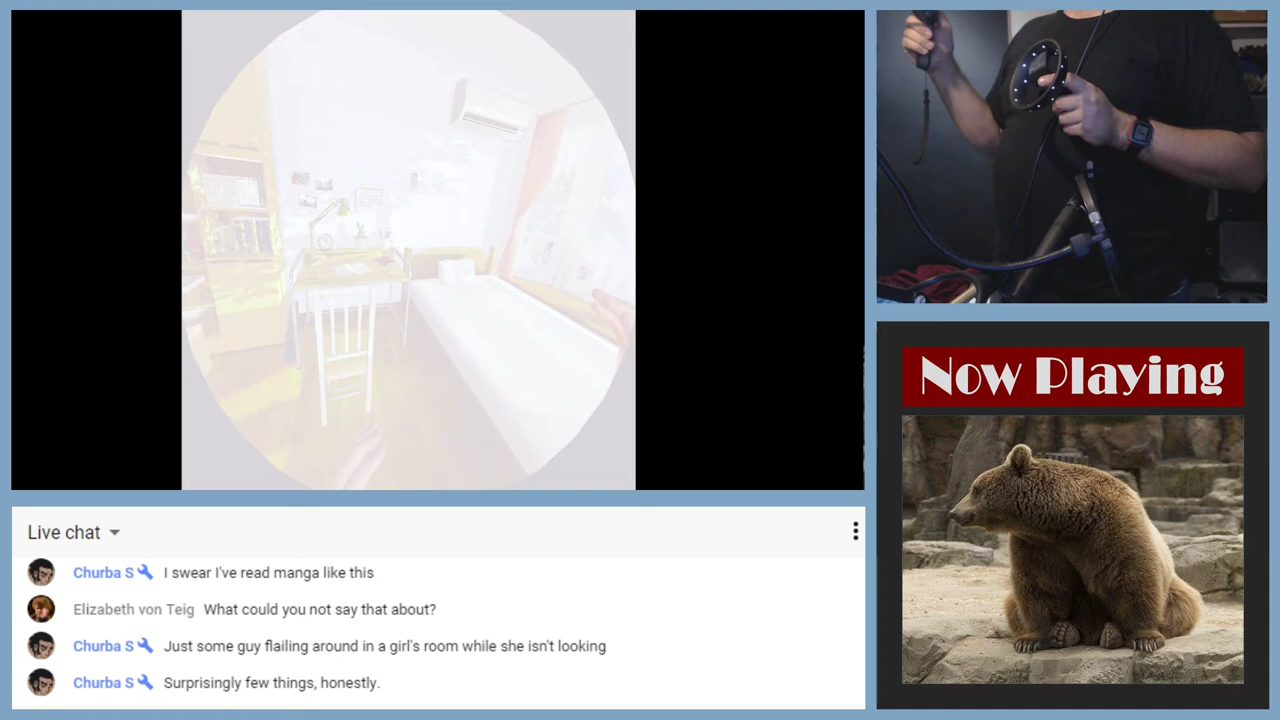 Now Playing
Live chat
Churba S I swear I've read manga like this
Elizabeth von Teig What could you not say that about?
Churba S Just some guy flailing around in a girl's room while she isn't looking
Churba S Surprisingly few things, honestly.